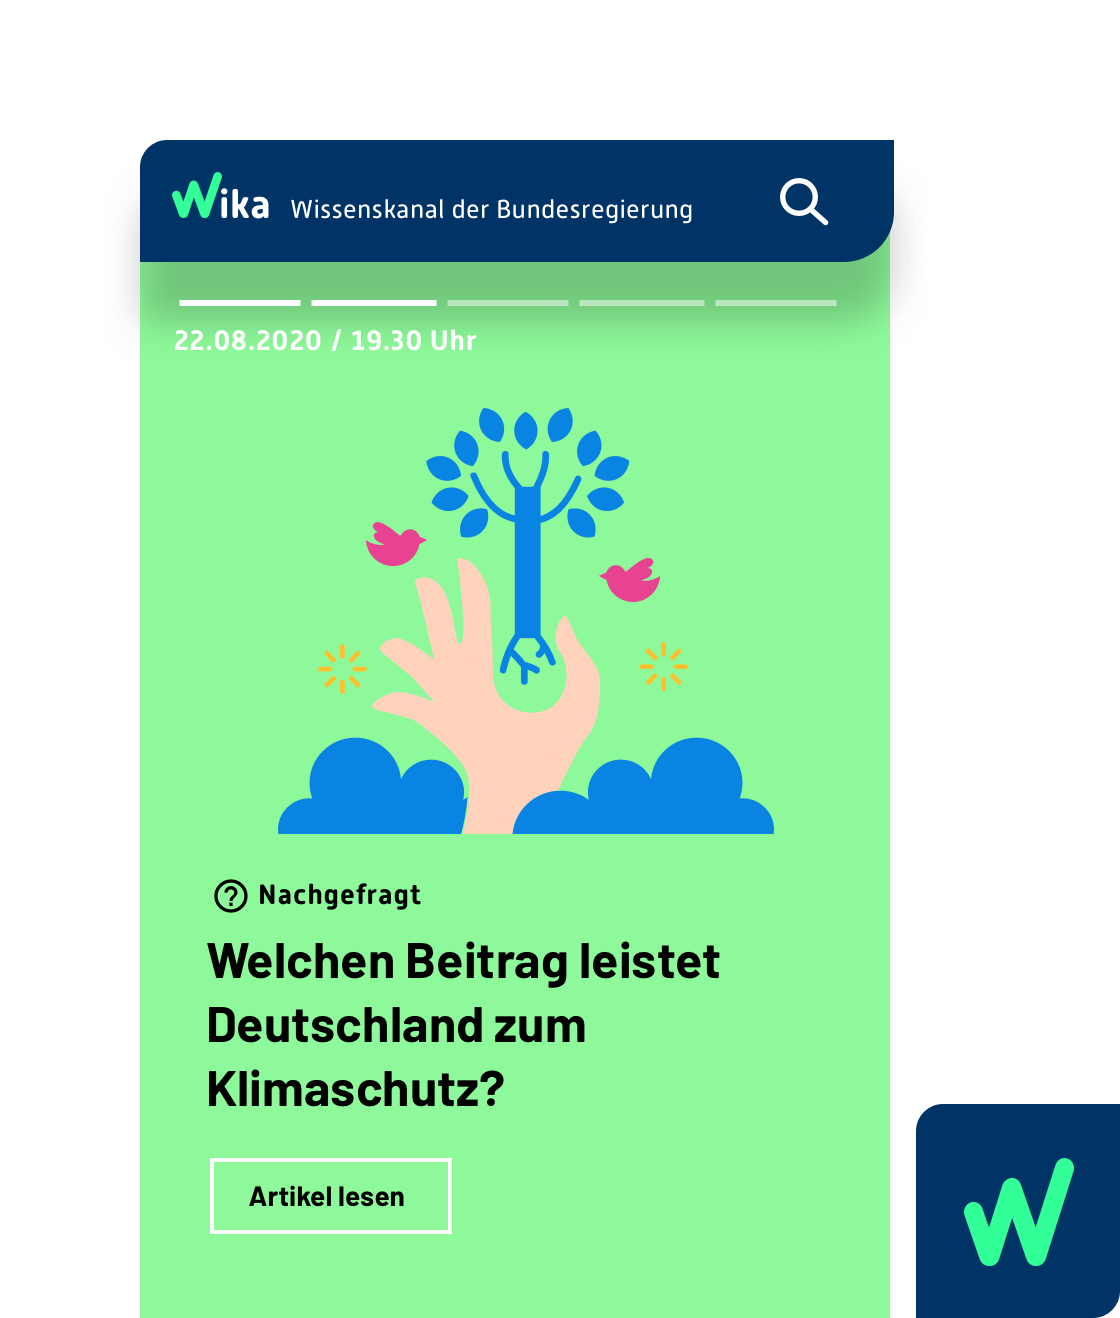 Wika Wissenskanal der Bundesregierung
22.08.2020 / 19.30 Uhr
Nachgefragt
Welchen Beitrag leistet
Deutschland zum
Klimaschutz?
Artikel lesen
W